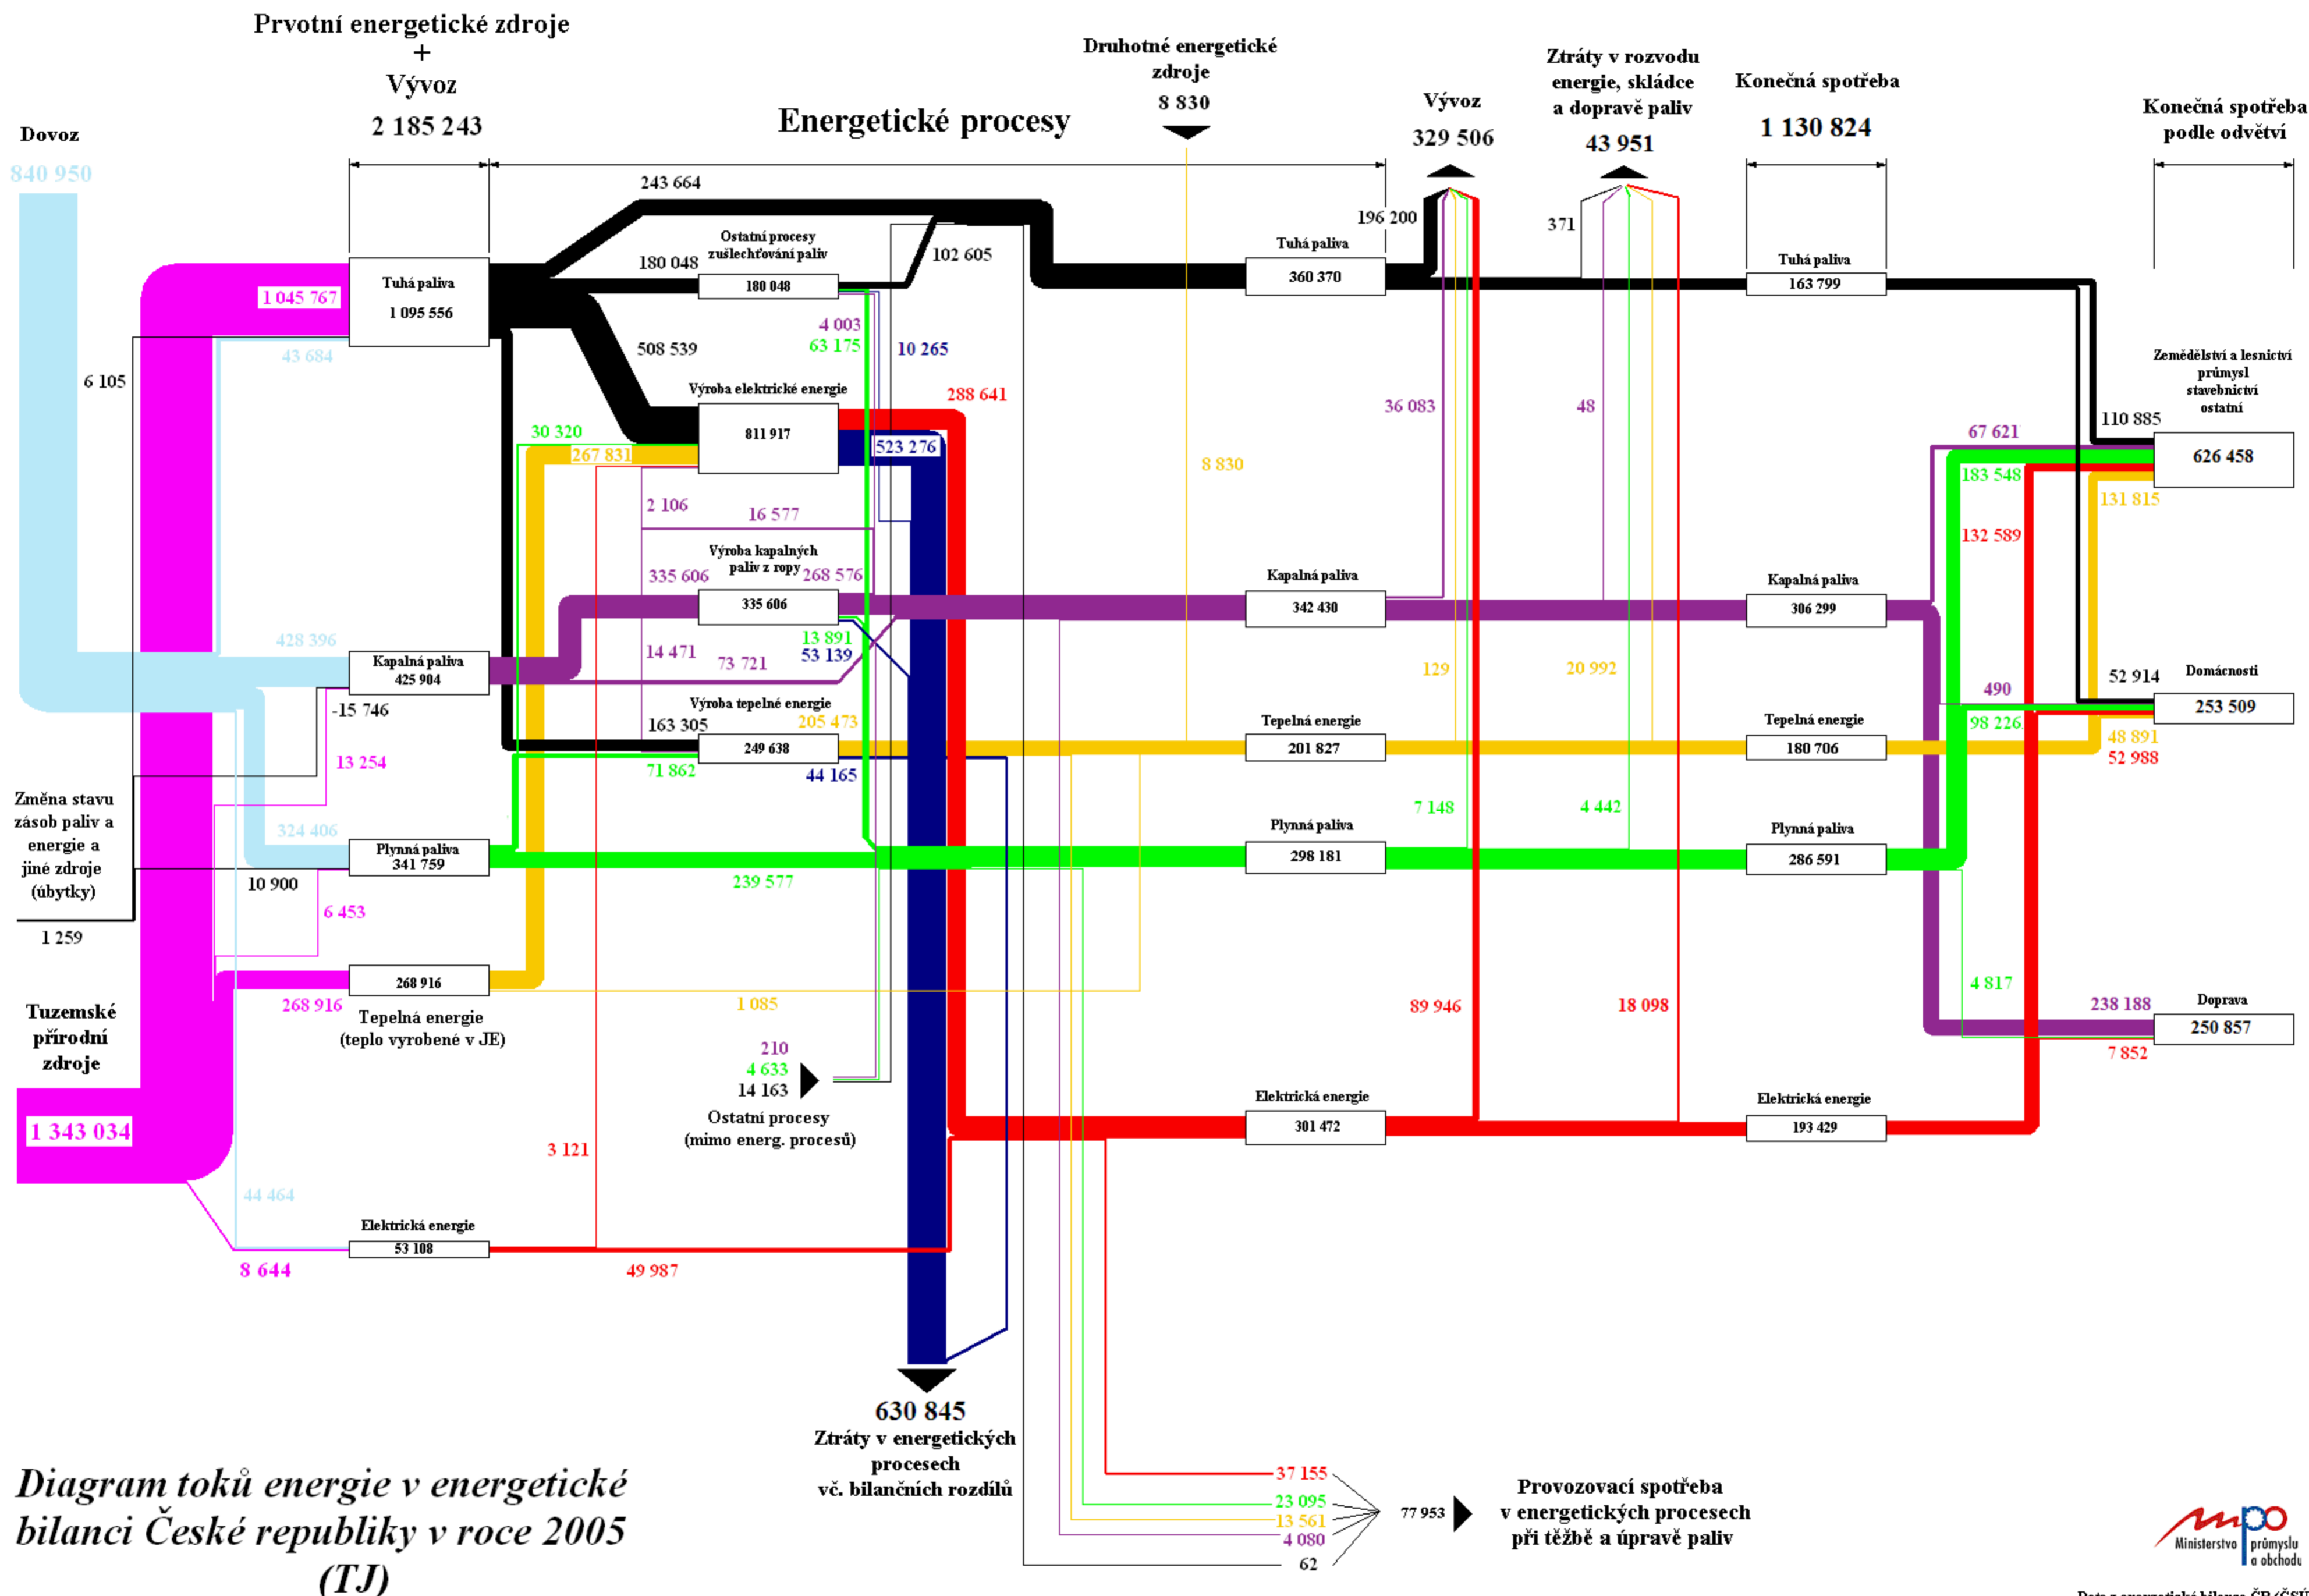 Prvotní energetické zdroje
+
Vývoz
2 185 243
Energetické procesy
Druhotné energetické
zdroje
8 830
Vývoz
329 506
Ztráty v rozvodu
energie, skládce
a dopravě paliv
43 951
Konečná spotřeba
1 130 824
Konečná spotřeba
podle odvětví
Dovoz
840 950
1 045 767
43 684
6 105
Tuhá paliva
1 095 556
243 664
180 048
508 539
Ostatní procesy
zušlechťování paliv
180 048
102 605
4 003
63 175
10 265
Výroba elektrické energie
811 917
288 641
523 276
30 320
267 831
2 106
16 577
Výroba kapalných
paliv z ropy
335 606
268 576
335 606
13 891
53 139
14 471
73 721
428 396
Kapalná paliva
425 904
-15 746
13 254
163 305
Výroba tepelné energie
205 473
249 638
71 862
44 165
Změna stavu
zásob paliv a
energie a
jiné zdroje
(úbytky)
1 259
324 406
Plynná paliva
341 759
10 900
6 453
239 577
268 916
268 916
Tepelná energie
(teplo vyrobené v JE)
1 085
Tuzemské
přírodní
zdroje
1 343 034
210
4 633
14 163
Ostatní procesy
(mimo energ. procesů)
3 121
44 464
Elektrická energie
53 108
8 644
49 987
8 830
Tuhá paliva
360 370
196 200
371
Tuhá paliva
163 799
36 083
48
Kapalná paliva
342 430
Kapalná paliva
306 299
129
20 992
Tepelná energie
201 827
Tepelná energie
180 706
7 148
4 442
Plynná paliva
298 181
Plynná paliva
286 591
89 946
18 098
Elektrická energie
301 472
Elektrická energie
193 429
Zemědělství a lesnictví
průmysl
stavebnictví
ostatní
110 885
67 621
626 458
183 548
131 815
132 589
52 914
Domácnosti
490
253 509
98 226
48 891
52 988
4 817
238 188
Doprava
250 857
7 852
630 845
Ztráty v energetických
procesech
vč. bilančních rozdílů
37 155
23 095
13 561
4 080
62
77 953
Provozovací spotřeba
v energetických procesech
při těžbě a úpravě paliv
Diagram toků energie v energetické
bilanci České republiky v roce 2005
(TJ)
mpo
Ministerstvo průmyslu
a obchodu